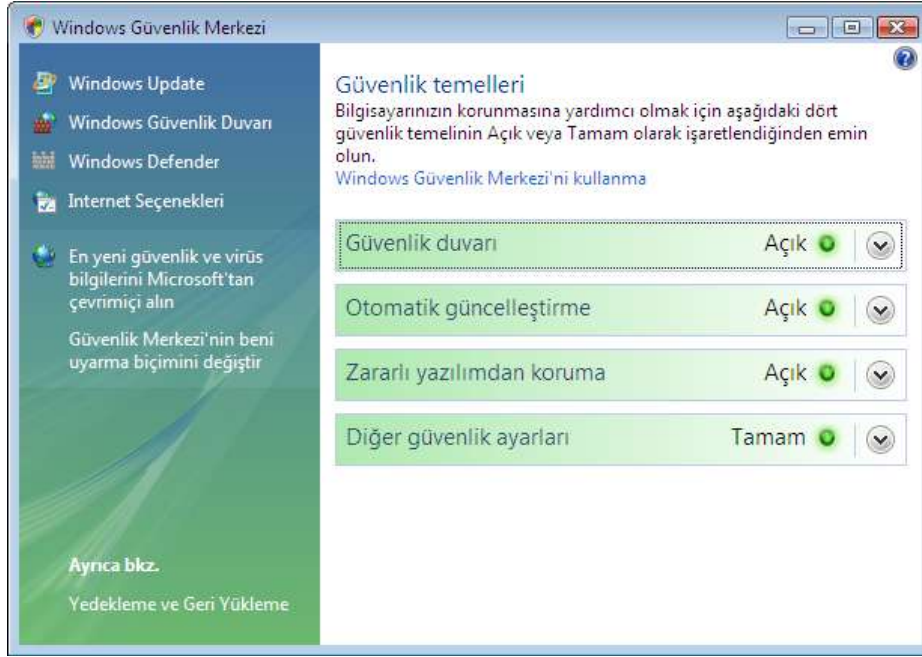 Windows Güvenlik Merkezi
Windows Update
Windows Güvenlik Duvarı
Windows Defender
Internet Seçenekleri
En yeni güvenlik ve virüs
bilgilerini Microsoft'tan
çevrimiçi alın
Güvenlik Merkezi'nin beni
uyarma biçimini değiştir
Ayrıca bkz.
Yedekleme ve Geri Yükleme
Güvenlik temelleri
Bilgisayarınızın korunmasına yardımcı olmak için aşağıdaki dört
güvenlik temelinin Açık veya Tamam olarak işaretlendiğinden emin
olun.
Windows Güvenlik Merkezi'ni kullanma
Güvenlik duvarı Açık
Otomatik güncelleştirme Açık
Zararlı yazılımdan koruma Açık
Diğer güvenlik ayarları Tamam